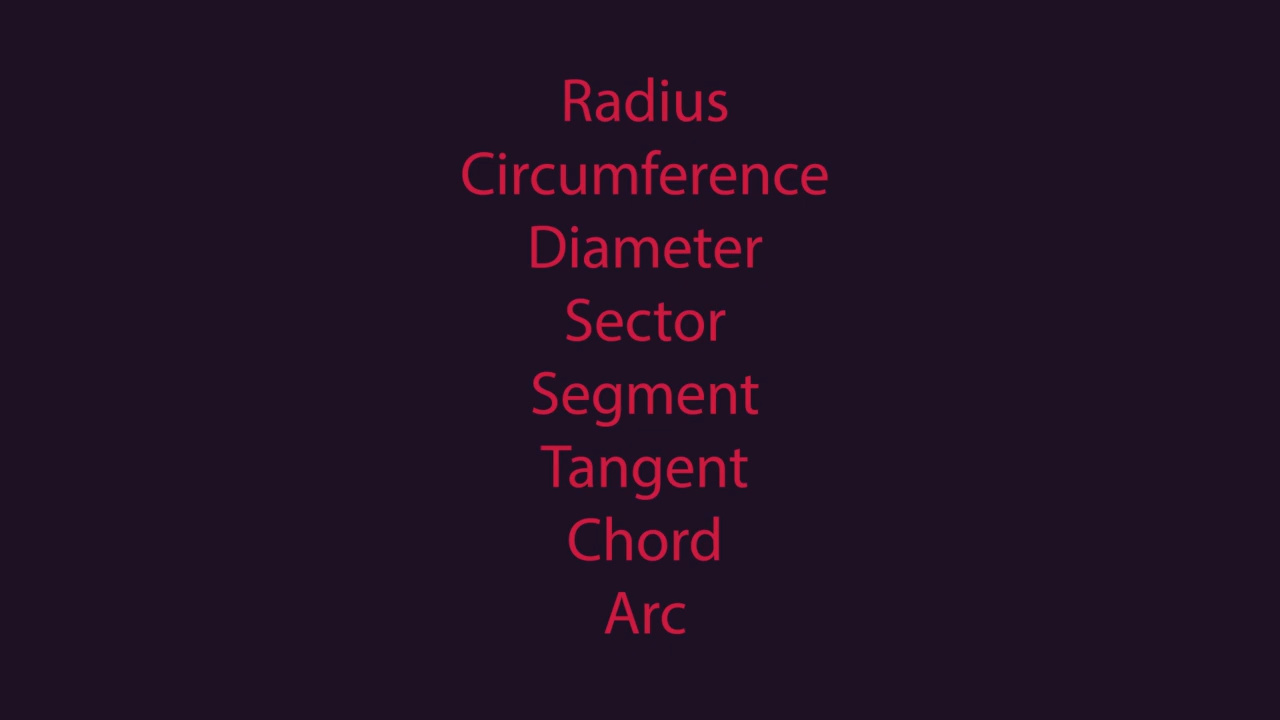 Radius
Circumference
Diameter
Sector
Segment
Tangent
Chord
Arc